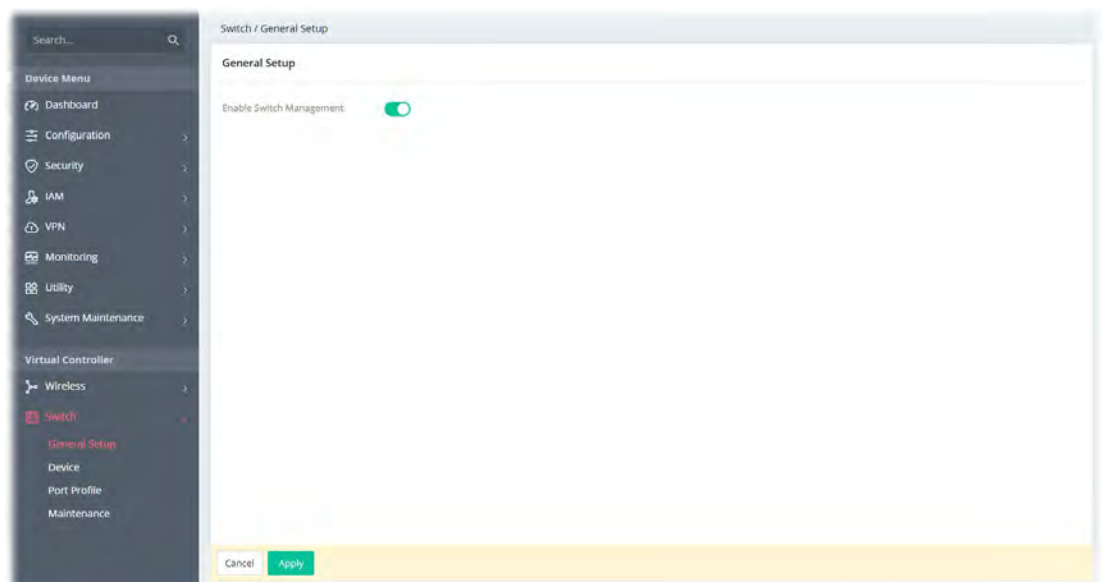 Search...
Device Menu
Dashboard
Configuration
Security
IAM
VPN
Monitoring
Utility
System Maintenance
Virtual Controller
Wireless
Switch
General Setup
Device
Port Profile
Maintenance
Switch / General Setup
General Setup
Enable Switch Management
Cancel
Apply